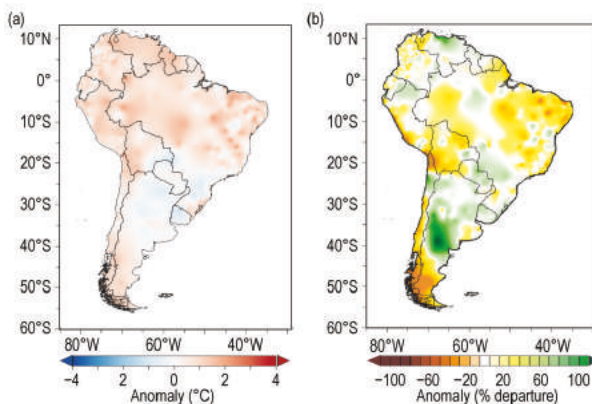 (a)
10°N
0°
10°S
20°S
30°S
40°S
50°S
60°S
80°W 60°W 40°W
−4 2 0 2 4
Anomaly (°C)
(b)
10°N
0°
10°S
20°S
30°S
40°S
50°S
60°S
80°W 60°W 40°W
−100 −60 −20 20 60 100
Anomaly (% departure)